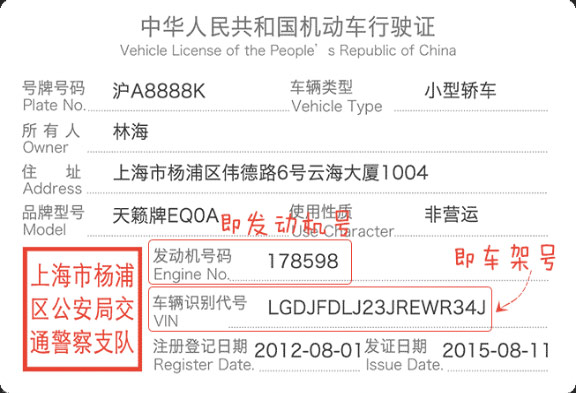 中华人民共和国机动车行驶证
Vehicle License of the People's Republic of China
号牌号码 沪A8888K 车辆类型 小型轿车
Plate No. Vehicle Type
所有人 林海
Owner
住址 上海市杨浦区伟德路6号云海大厦1004
Address
品牌型号 天籁牌EQ0A 使用性质 非营运
Model Use Character
即发动机号
发动机号码 178598
Engine No.
即车架号
车辆识别代号 LGDJFDLJ23JREWR34J
VIN
上海市杨浦
区公安局交
通警察支队
注册登记日期 2012-08-01 发证日期 2015-08-11
Register Date. Issue Date.